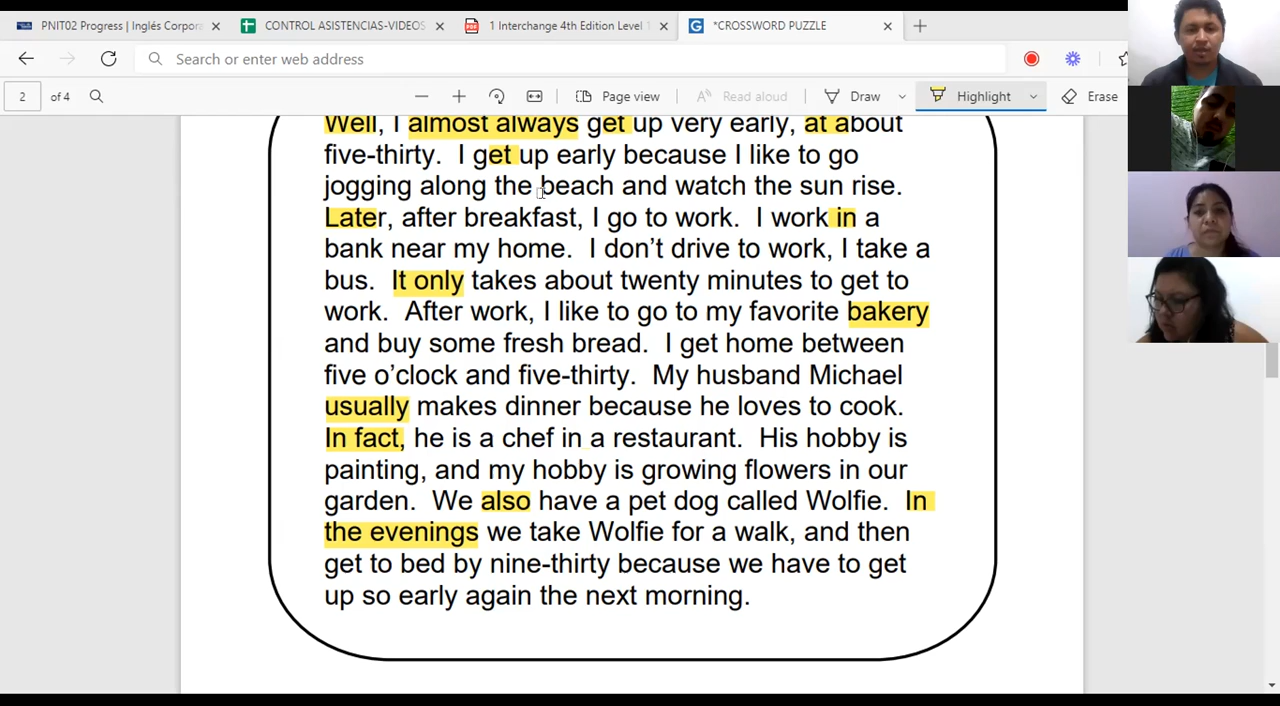 PNIT02 Progress | Inglés Corpora
CONTROL ASISTENCIAS-VIDEOS
1 Interchange 4th Edition Level 1
*CROSSWORD PUZZLE
Search or enter web address
2 of 4
Page view
Read aloud
Draw
Highlight
Erase
Well, I almost always get up very early, at about
five-thirty. I get up early because I like to go
jogging along the beach and watch the sun rise.
Later, after breakfast, I go to work. I work in a
bank near my home. I don't drive to work, I take a
bus. It only takes about twenty minutes to get to
work. After work, I like to go to my favorite bakery
and buy some fresh bread. I get home between
five o'clock and five-thirty. My husband Michael
usually makes dinner because he loves to cook.
In fact, he is a chef in a restaurant. His hobby is
painting, and my hobby is growing flowers in our
garden. We also have a pet dog called Wolfie. In
the evenings we take Wolfie for a walk, and then
get to bed by nine-thirty because we have to get
up so early again the next morning.